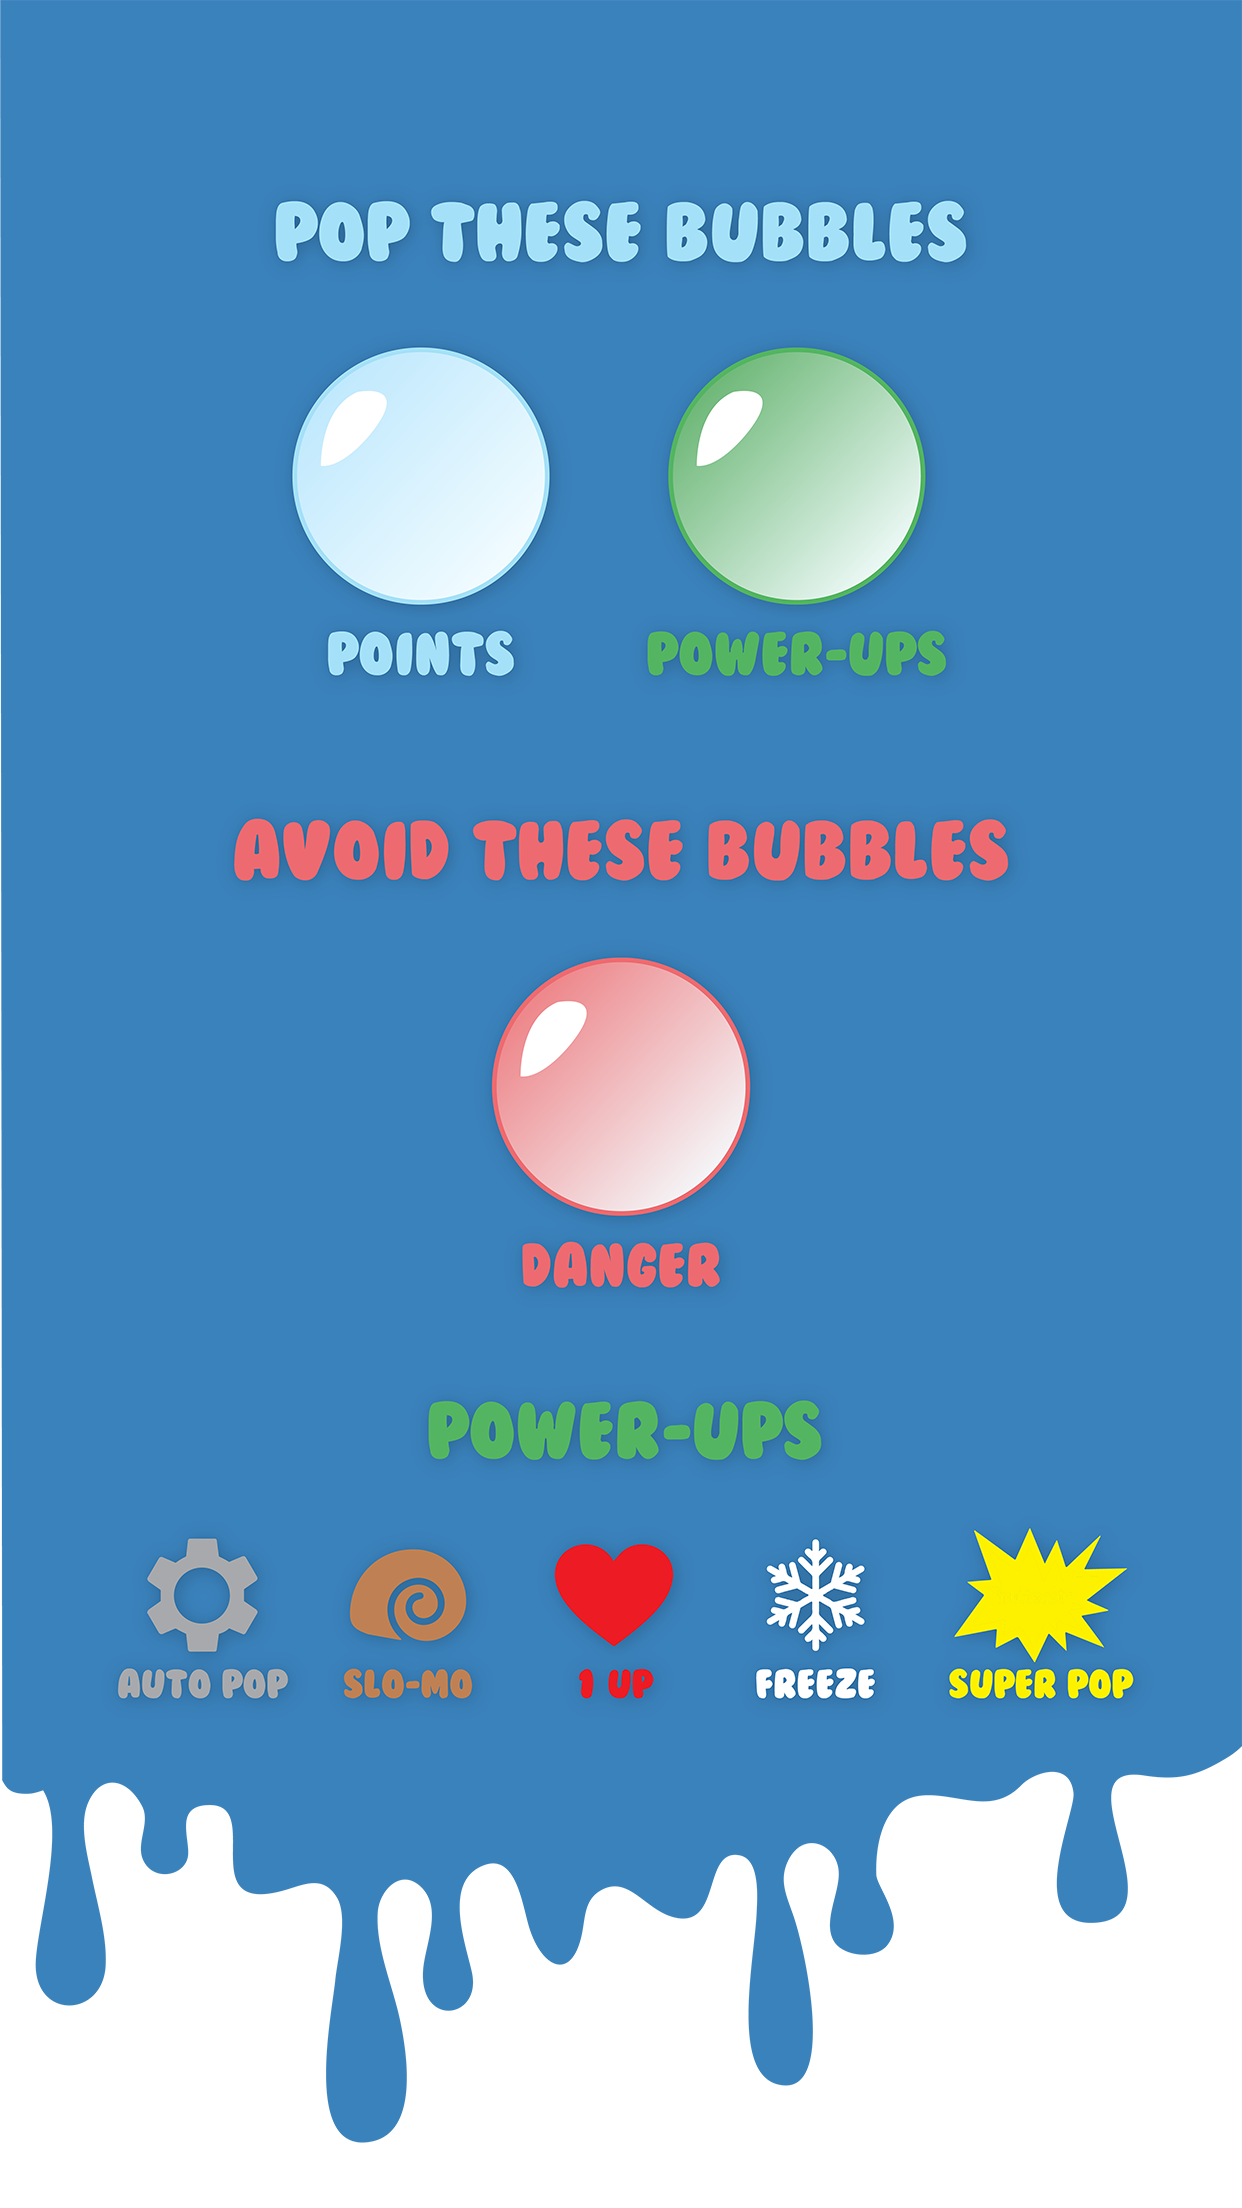 POP THESE BUBBLES
POINTS
POWER-UPS
AVOID THESE BUBBLES
DANGER
POWER-UPS
AUTO POP
SLO-MO
1 UP
FREEZE
SUPER POP